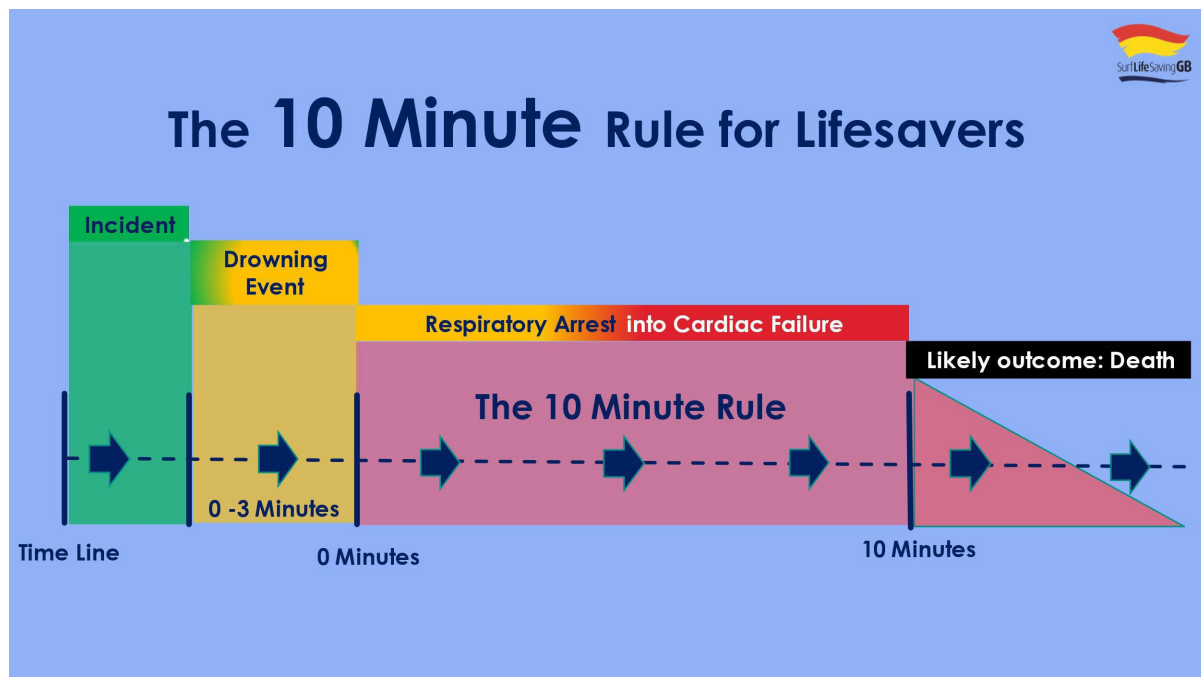 SurfLifeSavingGB
The 10 Minute Rule for Lifesavers
Incident
Drowning
Event
Respiratory Arrest into Cardiac Failure
Likely outcome: Death
The 10 Minute Rule
0 -3 Minutes
Time Line
0 Minutes
10 Minutes